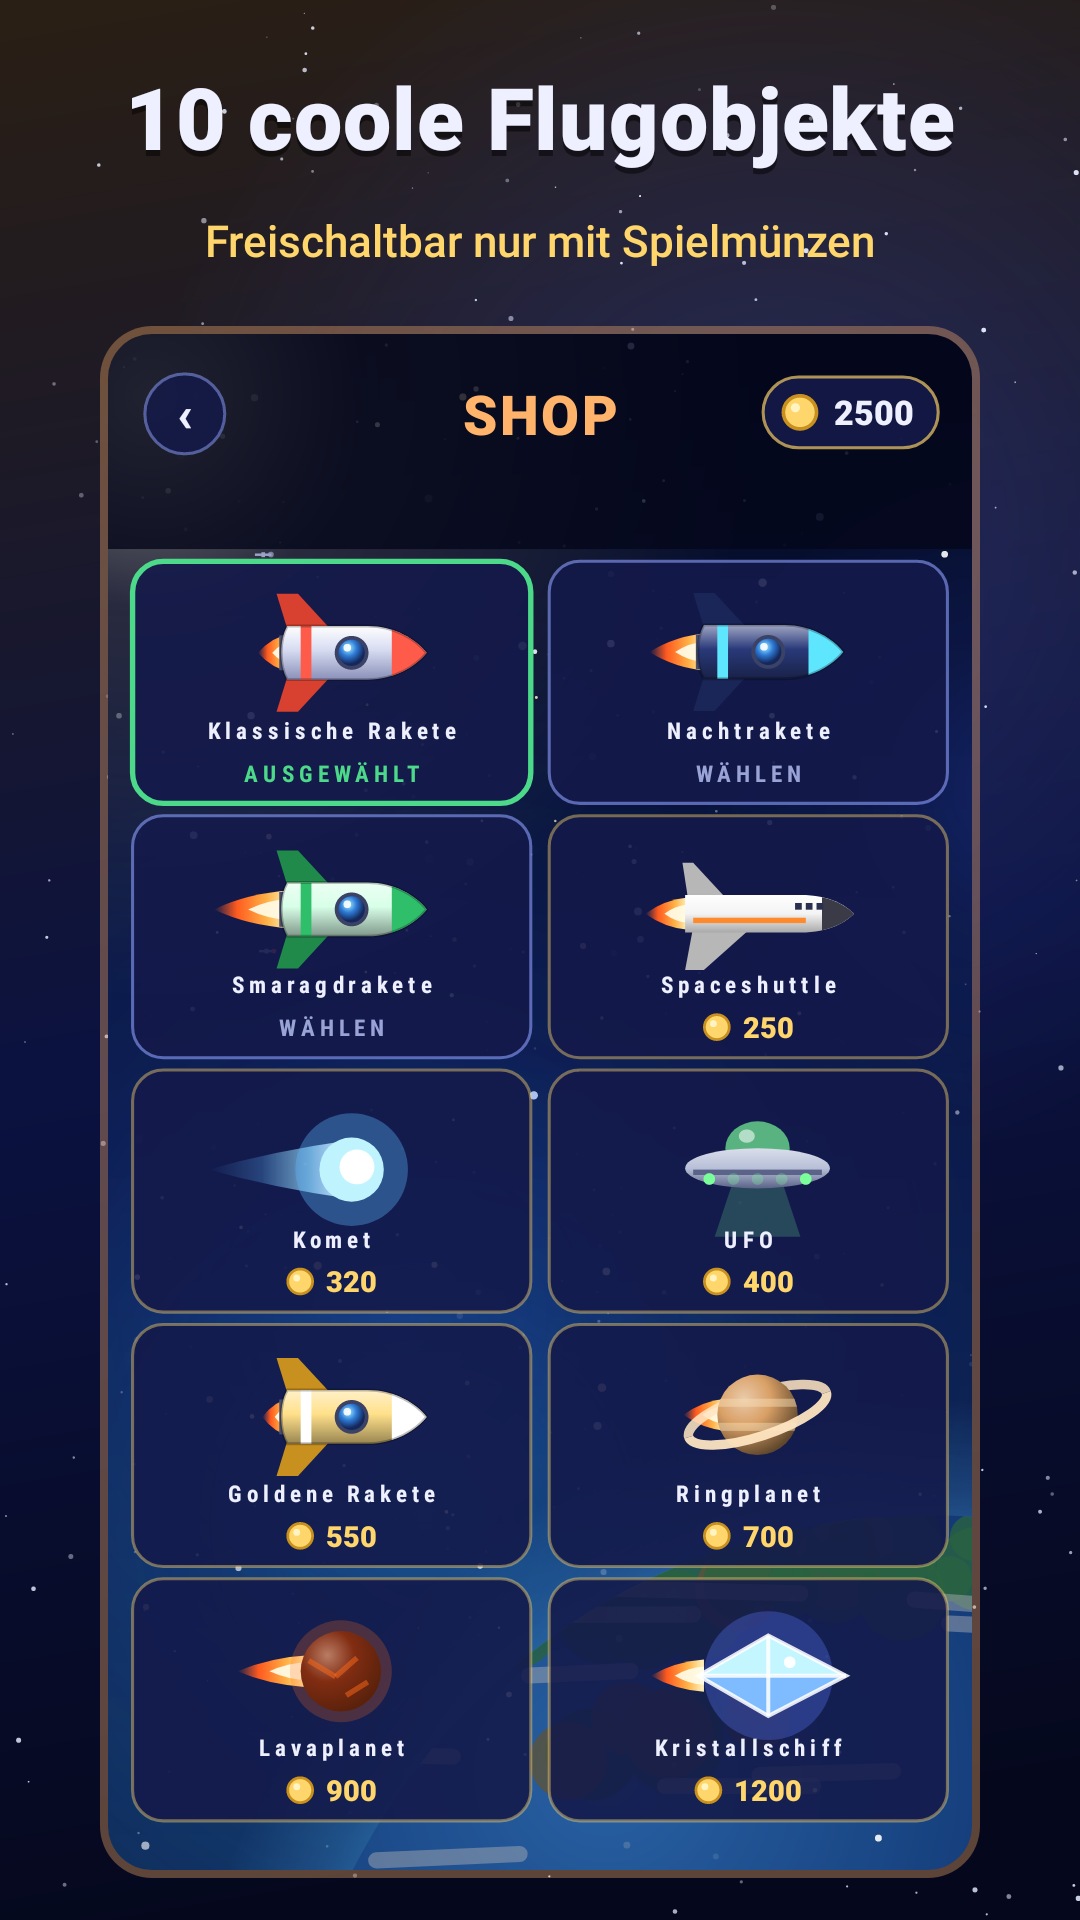 10 coole Flugobjekte
Freischaltbar nur mit Spielmünzen
‹ SHOP 2500
Klassische Rakete
AUSGEWÄHLT
Nachtrakete
WÄHLEN
Smaragdrakete
WÄHLEN
Spaceshuttle
250
Komet
320
UFO
400
Goldene Rakete
550
Ringplanet
700
Lavaplanet
900
Kristallschiff
1200